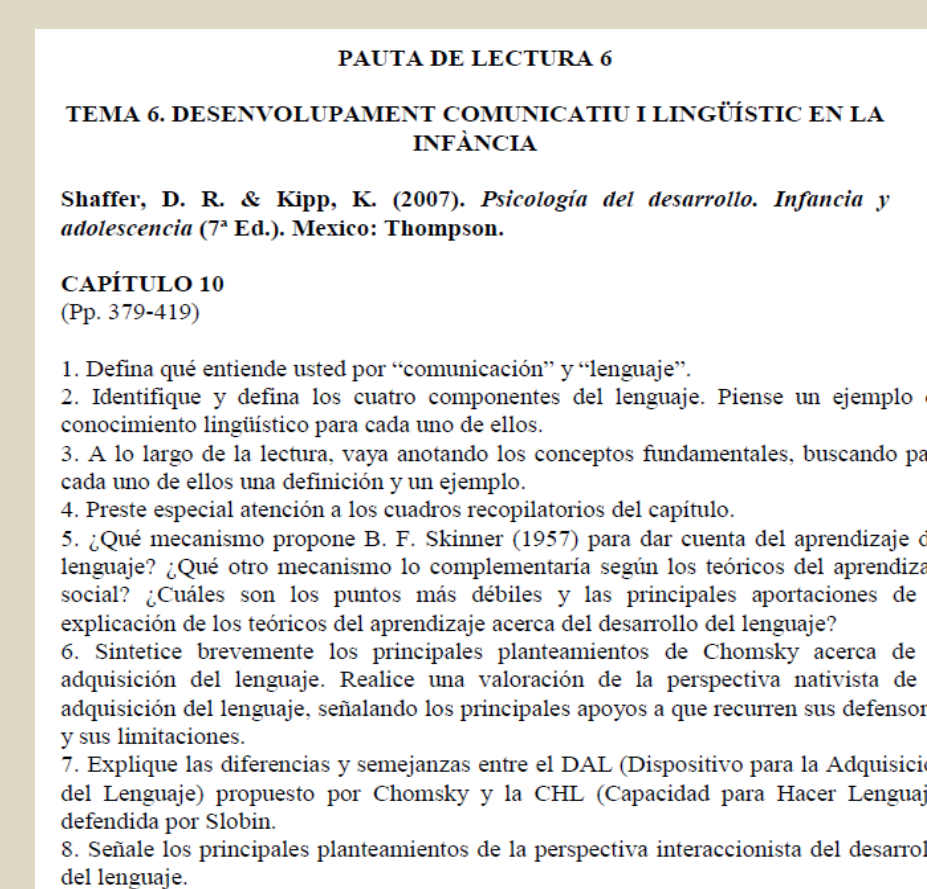 PAUTA DE LECTURA 6
TEMA 6. DESENVOLUPAMENT COMUNICATIU I LINGÜÍSTIC EN LA
INFÀNCIA
Shaffer, D. R. & Kipp, K. (2007). Psicología del desarrollo. Infancia y
adolescencia (7ª Ed.). Mexico: Thompson.
CAPÍTULO 10
(Pp. 379-419)
1. Defina qué entiende usted por “comunicación” y “lenguaje”.
2. Identifique y defina los cuatro componentes del lenguaje. Piense un ejemplo
conocimiento lingüístico para cada uno de ellos.
3. A lo largo de la lectura, vaya anotando los conceptos fundamentales, buscando pa
cada uno de ellos una definición y un ejemplo.
4. Preste especial atención a los cuadros recopilatorios del capítulo.
5. ¿Qué mecanismo propone B. F. Skinner (1957) para dar cuenta del aprendizaje d
lenguaje? ¿Qué otro mecanismo lo complementaría según los teóricos del aprendiza
social? ¿Cuáles son los puntos más débiles y las principales aportaciones de
explicación de los teóricos del aprendizaje acerca del desarrollo del lenguaje?
6. Sintetice brevemente los principales planteamientos de Chomsky acerca de
adquisición del lenguaje. Realice una valoración de la perspectiva nativista de
adquisición del lenguaje, señalando los principales apoyos a que recurren sus defensor
y sus limitaciones.
7. Explique las diferencias y semejanzas entre el DAL (Dispositivo para la Adquisici
del Lenguaje) propuesto por Chomsky y la CHL (Capacidad para Hacer Lenguaj
defendida por Slobin.
8. Señale los principales planteamientos de la perspectiva interaccionista del desarrol
del lenguaje.